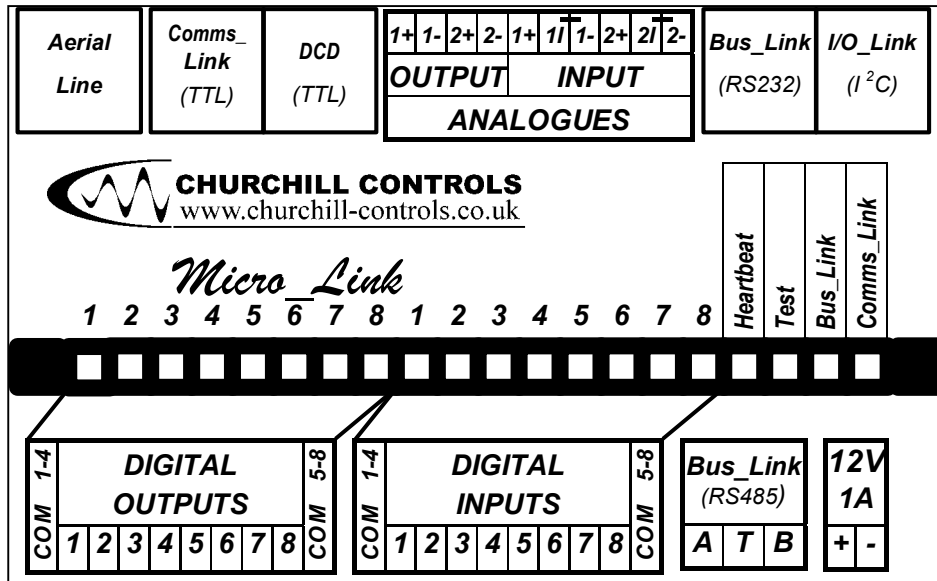 Aerial
Line
Comms_
Link
(TTL)
DCD
(TTL)
1+ 1- 2+ 2- 1+ 1I 1- 2+ 2I 2-
OUTPUT INPUT
ANALOGUES
Bus_Link
(RS232)
I/O_Link
(I ²C)
CHURCHILL CONTROLS
www.churchill-controls.co.uk
Micro_Link
1 2 3 4 5 6 7 8 1 2 3 4 5 6 7 8
Heartbeat
Test
Bus_Link
Comms_Link
COM 1-4
DIGITAL
OUTPUTS
1 2 3 4 5 6 7 8
COM 5-8
COM 1-4
DIGITAL
INPUTS
1 2 3 4 5 6 7 8
COM 5-8
Bus_Link
(RS485)
A T B
12V
1A
+ -